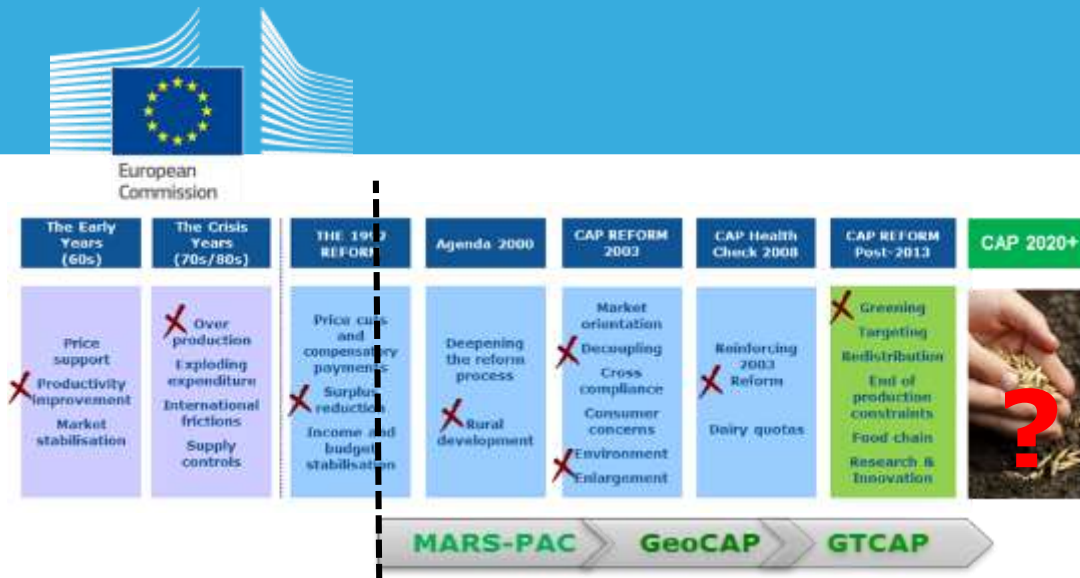 European
Commission
The Early
Years
(60s)
The Crisis
Years
(70s/80s)
THE 1992
REFORM
Agenda 2000
CAP REFORM
2003
CAP Health
Check 2008
CAP REFORM
Post-2013
CAP 2020+
Price
support
Productivity
improvement
Market
stabilisation
Over
production
Exploding
expenditure
International
frictions
Supply
controls
Price cuts
and
compensatory
payments
Surplus
reduction
Income and
budget
stabilisation
Deepening
the reform
process
Rural
development
Market
orientation
Decoupling
Cross
compliance
Consumer
concerns
Environment
Enlargement
Reinforcing
2003
Reform
Dairy quotas
Greening
Targeting
Redistribution
End of
production
constraints
Food chain
Research &
Innovation
?
MARS-PAC
GeoCAP
GTCAP